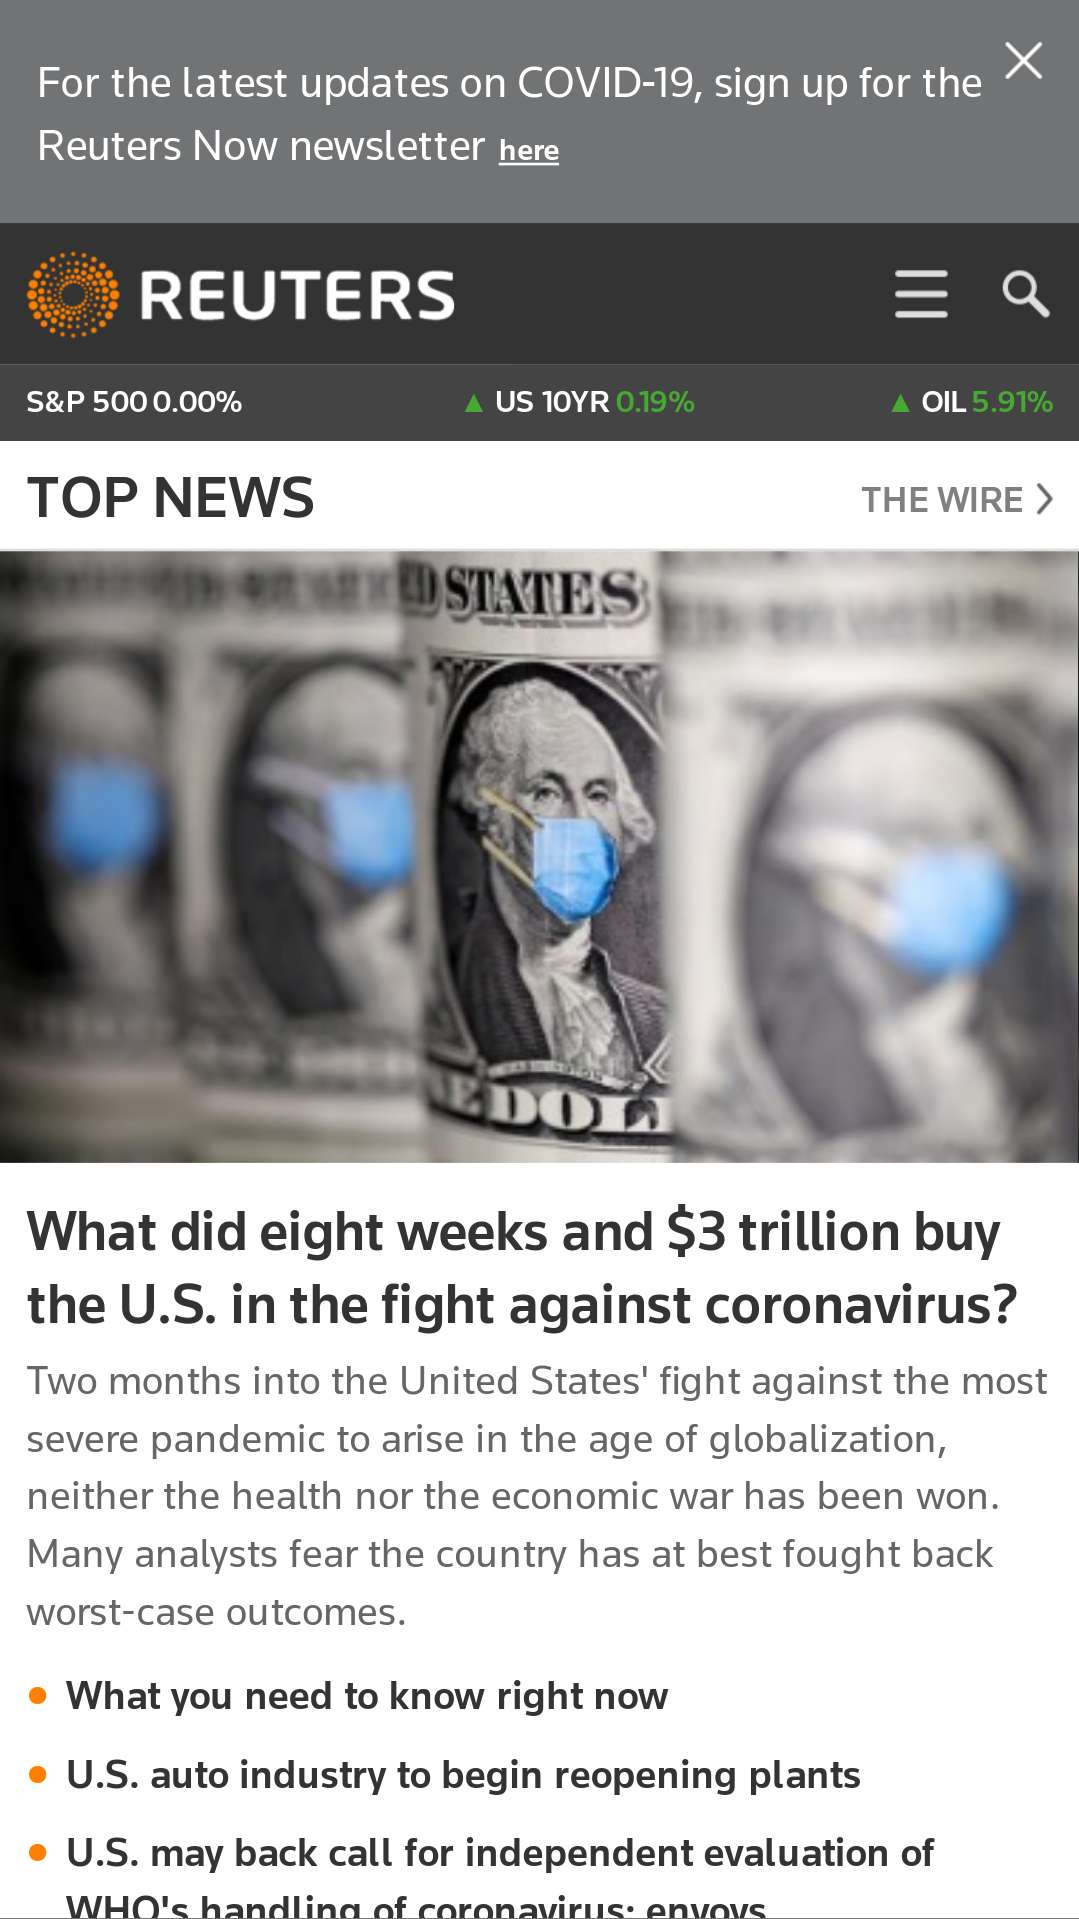 For the latest updates on COVID-19, sign up for the
Reuters Now newsletter here
REUTERS
S&P 500 0.00% ▲ US 10YR 0.19% ▲ OIL 5.91%
TOP NEWS THE WIRE
D STATES
DOL
What did eight weeks and $3 trillion buy
the U.S. in the fight against coronavirus?
Two months into the United States' fight against the most
severe pandemic to arise in the age of globalization,
neither the health nor the economic war has been won.
Many analysts fear the country has at best fought back
worst-case outcomes.
What you need to know right now
U.S. auto industry to begin reopening plants
U.S. may back call for independent evaluation of
WHO's handling of coronavirus: envoys